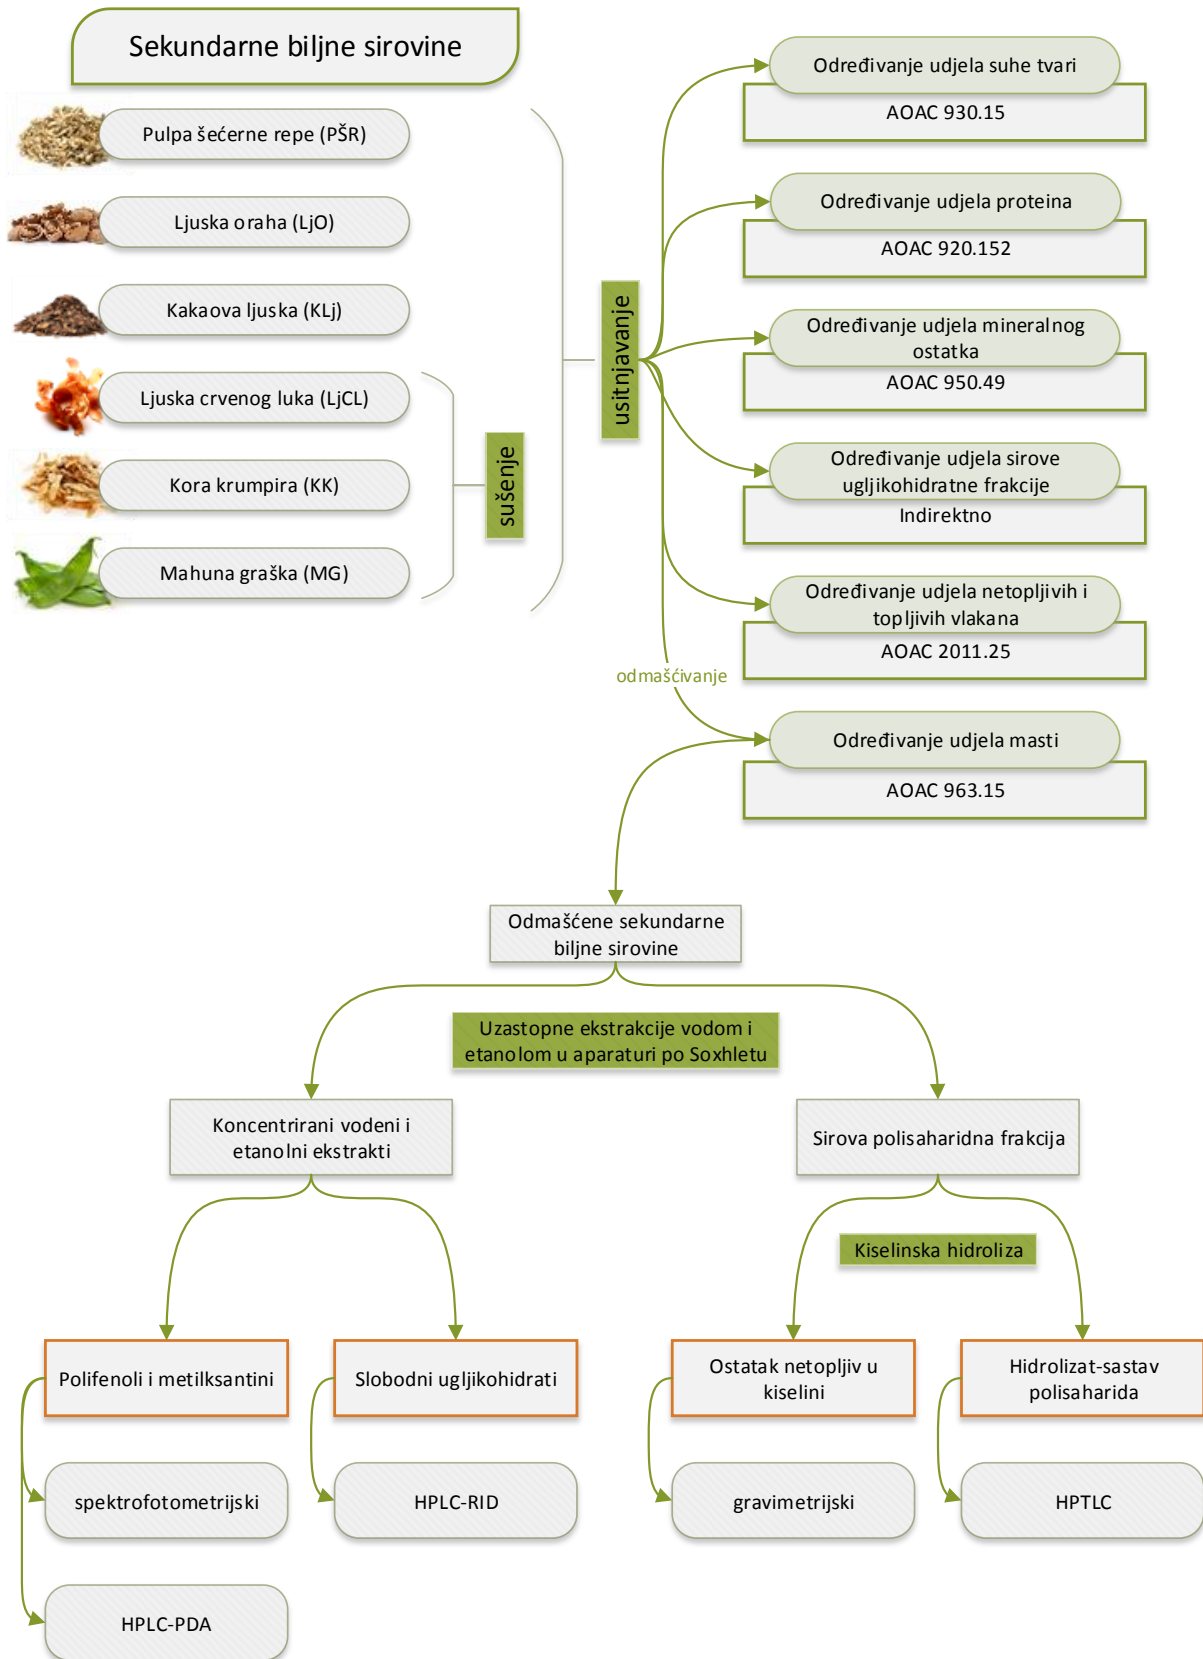 Sekundarne biljne sirovine
Pulpa šećerne repe (PŠR)
Ljuska oraha (LjO)
Kakaova ljuska (KLj)
Ljuska crvenog luka (LjCL)
Kora krumpira (KK)
Mahuna graška (MG)
sušenje
usitnjavanje
Određivanje udjela suhe tvari
AOAC 930.15
Određivanje udjela proteina
AOAC 920.152
Određivanje udjela mineralnog
ostatka
AOAC 950.49
Određivanje udjela sirove
ugljikohidratne frakcije
Indirektno
Određivanje udjela netopljivih i
topljivih vlakana
AOAC 2011.25
odmašćivanje
Određivanje udjela masti
AOAC 963.15
Odmašćene sekundarne
biljne sirovine
Uzastopne ekstrakcije vodom i
etanolom u aparaturi po Soxhletu
Koncentrirani vodeni i
etanolni ekstrakti
Sirova polisaharidna frakcija
Kiselinska hidroliza
Polifenoli i metilksantini
Slobodni ugljikohidrati
Ostatak netopljiv u
kiselini
Hidrolizat-sastav
polisaharida
spektrofotometrijski
HPLC-RID
gravimetrijski
HPTLC
HPLC-PDA